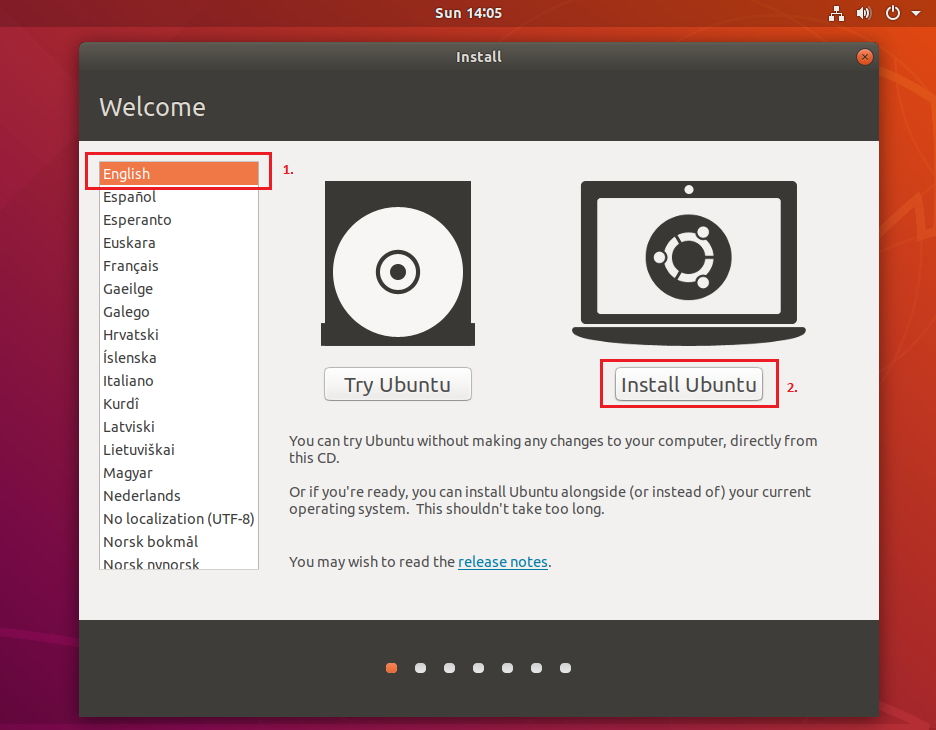 Sun 14:05
Install
Welcome
English
1.
Español
Esperanto
Euskara
Français
Gaeilge
Galego
Hrvatski
Íslenska
Italiano
Kurdî
Latviski
Lietuviškai
Magyar
Nederlands
No localization (UTF-8)
Norsk bokmål
Norsk nynorsk
Try Ubuntu
Install Ubuntu
2.
You can try Ubuntu without making any changes to your computer, directly from
this CD.
Or if you're ready, you can install Ubuntu alongside (or instead of) your current
operating system. This shouldn't take too long.
You may wish to read the release notes.